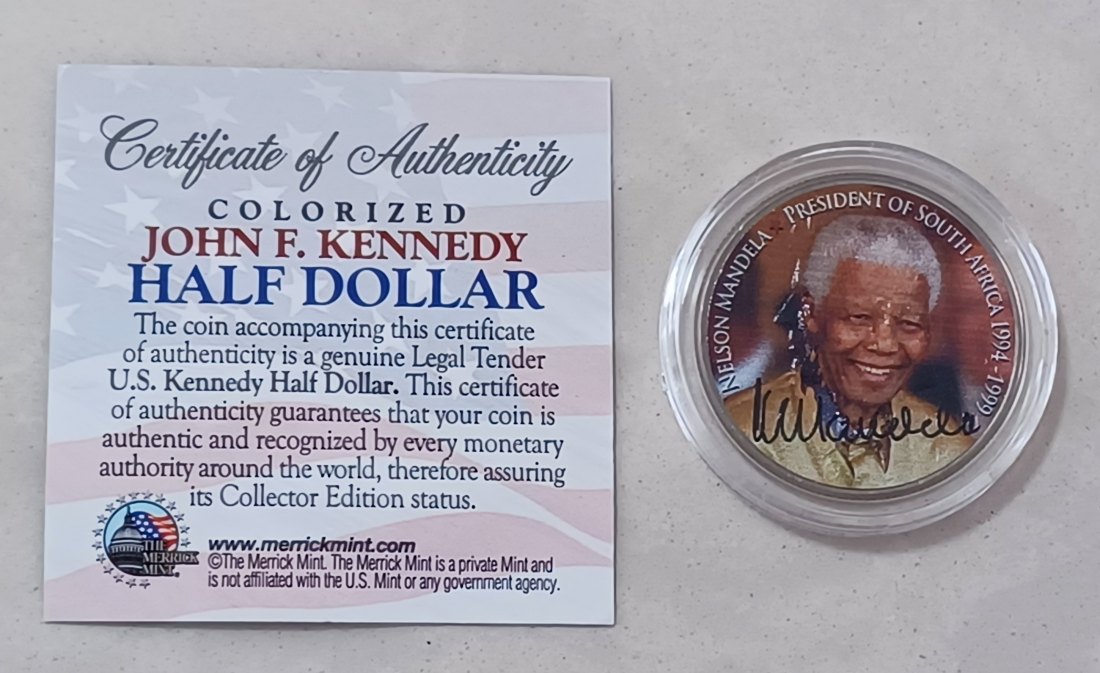 Certificate of Authenticity
COLORIZED
JOHN F. KENNEDY
HALF DOLLAR
The coin accompanying this certificate
of authenticity is a genuine Legal Tender
U.S. Kennedy Half Dollar. This certificate
of authenticity guarantees that your coin is
authentic and recognized by every monetary
authority around the world, therefore assuring
its Collector Edition status.
THE
MERRICK
MINT
www.merrickmint.com
©The Merrick Mint. The Merrick Mint is a private Mint and
is not affiliated with the U.S. Mint or any government agency.
NELSON MANDELA - PRESIDENT OF SOUTH AFRICA 1994 - 1999
NMandela